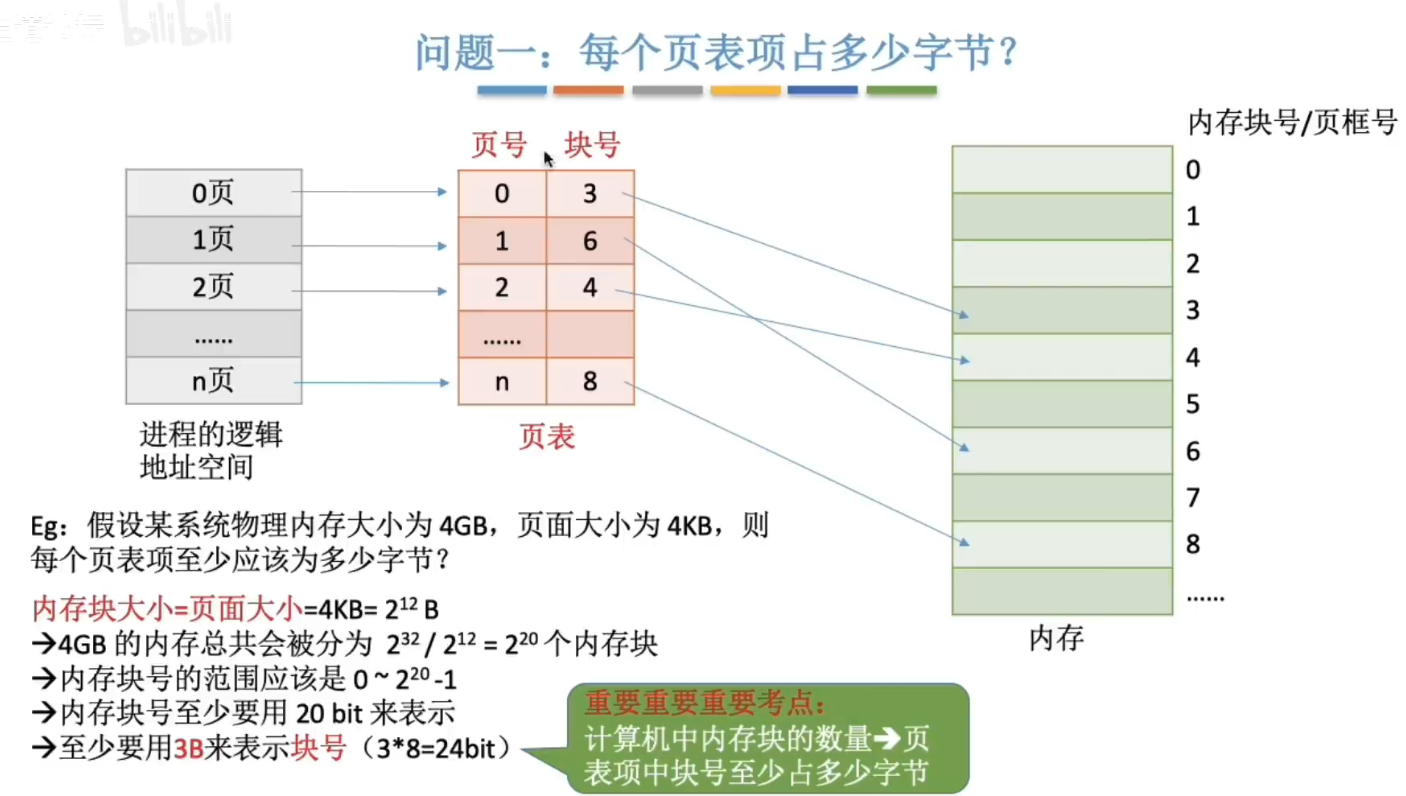 bilibili
问题一：每个页表项占多少字节？
内存块号/页框号
页号 块号
0页
1页
2页
……
n页
进程的逻辑
地址空间
0 3
1 6
2 4
……
n 8
页表
0
1
2
3
4
5
6
7
8
……
内存
Eg：假设某系统物理内存大小为 4GB，页面大小为 4KB，则
每个页表项至少应该为多少字节？
内存块大小=页面大小=4KB= 2¹² B
→4GB 的内存总共会被分为 2³² / 2¹² = 2²⁰ 个内存块
→内存块号的范围应该是 0 ~ 2²⁰ -1
→内存块号至少要用 20 bit 来表示
→至少要用3B来表示块号（3*8=24bit）
重要重要重要考点：
计算机中内存块的数量→页
表项中块号至少占多少字节